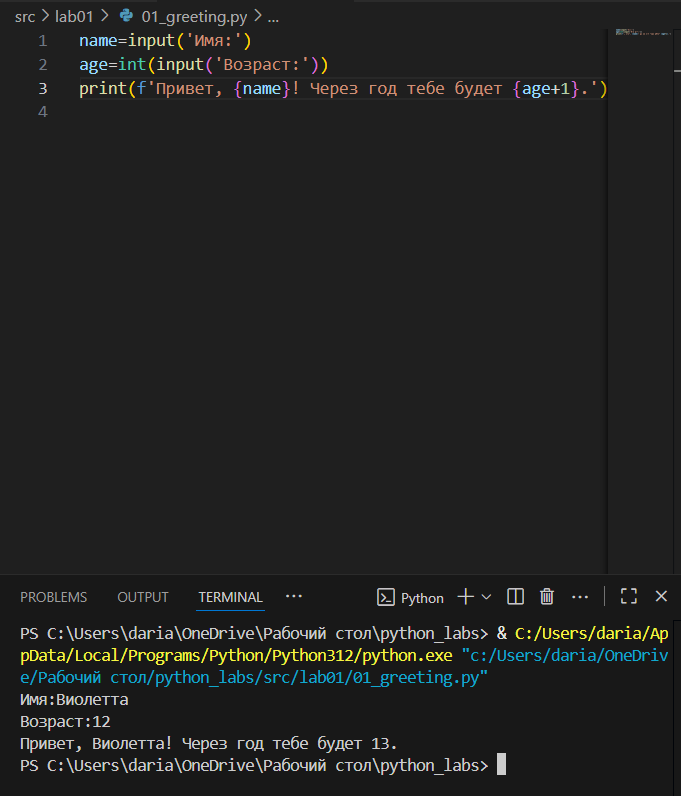 src > lab01 > 01_greeting.py > ...
1 name=input('Имя:')
2 age=int(input('Возраст:'))
3 print(f'Привет, {name}! Через год тебе будет {age+1}.')
4
PROBLEMS OUTPUT TERMINAL ··· Python
PS C:\Users\daria\OneDrive\Рабочий стол\python_labs> & C:/Users/daria/Ap
pData/Local/Programs/Python/Python312/python.exe "c:/Users/daria/OneDriv
e/Рабочий стол/python_labs/src/lab01/01_greeting.py"
Имя:Виолетта
Возраст:12
Привет, Виолетта! Через год тебе будет 13.
PS C:\Users\daria\OneDrive\Рабочий стол\python_labs>